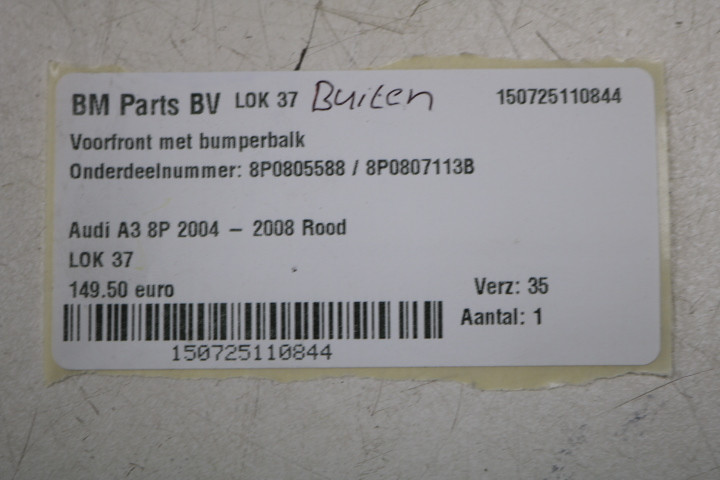 BM Parts BV LOK 37 Buiten 150725110844
Voorfront met bumperbalk
Onderdeelnummer: 8P0805588 / 8P0807113B
Audi A3 8P 2004 – 2008 Rood
LOK 37
149.50 euro Verz: 35
Aantal: 1
150725110844